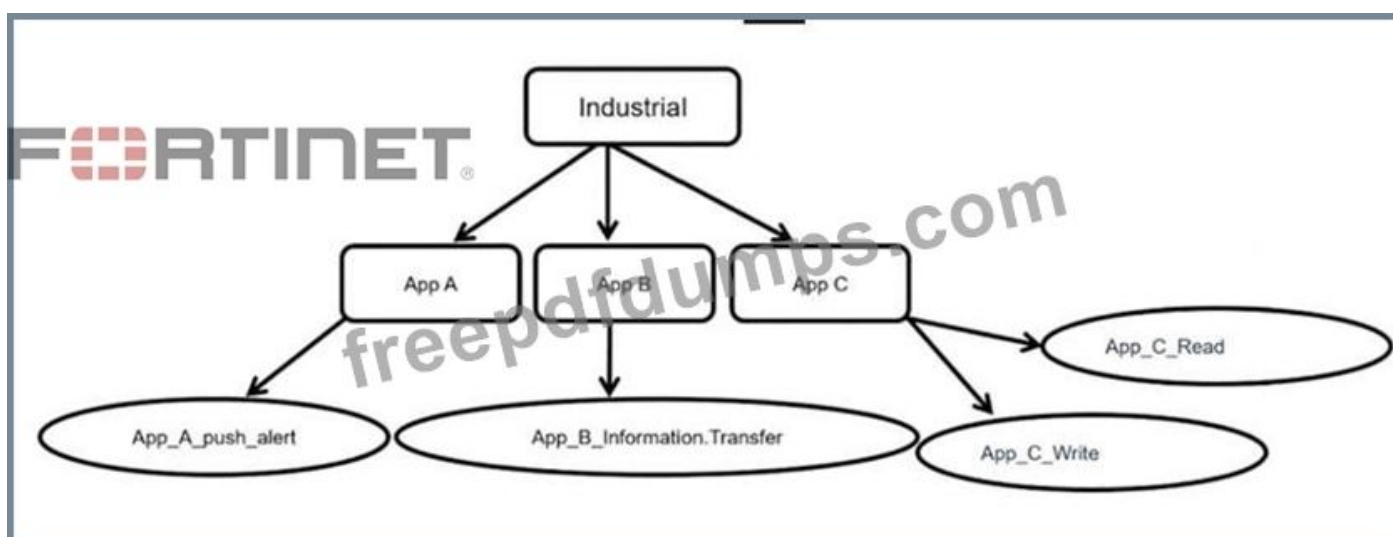 Industrial
FORTINET®
App A
App B
App C
freepdfdumps.com
App_C_Read
App_A_push_alert
App_B_Information.Transfer
App_C_Write